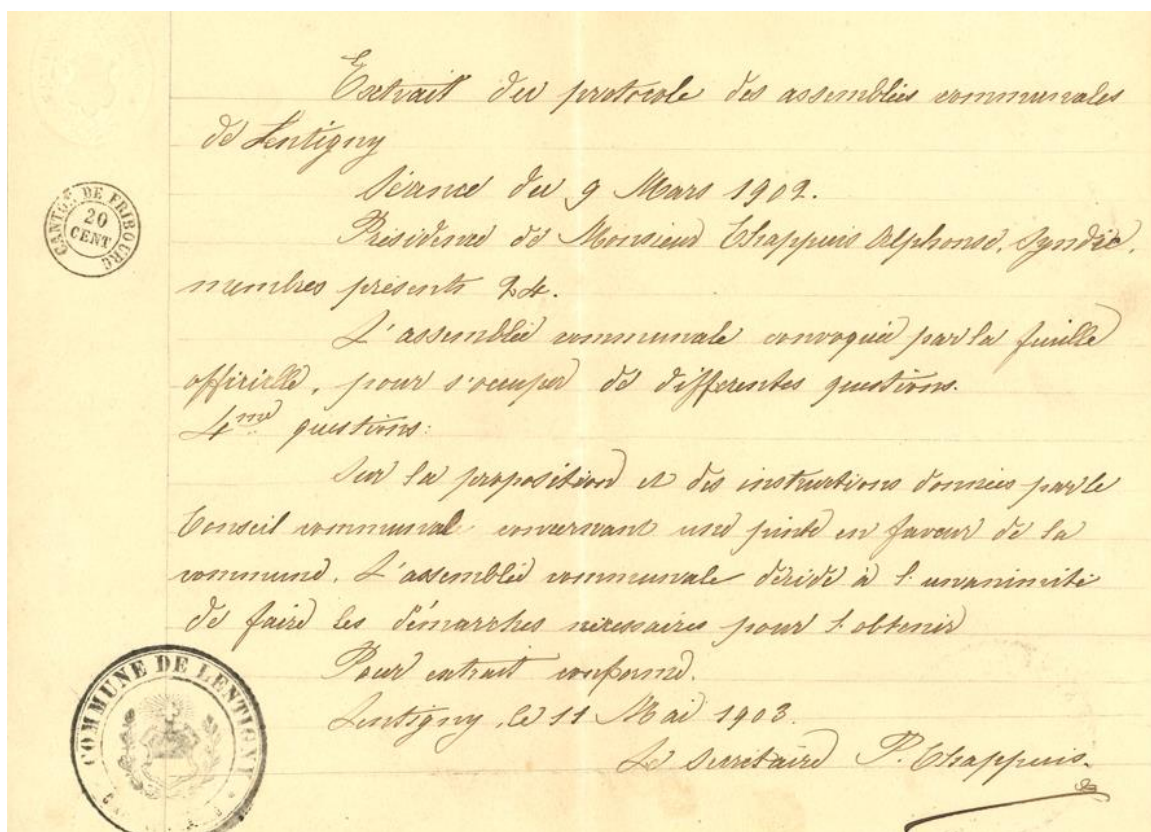 Extrait du protocole des assemblées communales
de Lentigny
Séance du 9 Mars 1902.
Présidence de Monsieur Chappuis Alphonse, Syndic,
membres présents 24.
L'assemblée communale convoquée par la feuille
officielle, pour s'occuper de différentes questions.
4me questions:
Sur la proposition et des instructions données par le
Conseil communal concernant une pinte en faveur de la
commune. L'assemblée communale décide à l'unanimité
de faire les démarches nécessaires pour l'obtenir
Pour extrait conforme.
Lentigny, le 11 Mai 1903.
Le Secrétaire P. Chappuis.
CANTON DE FRIBOURG
20
CENT
COMMUNE DE LENTIGNY